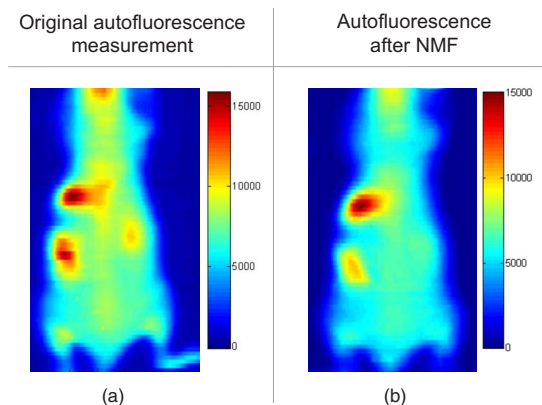 Original autofluorescence
measurement
Autofluorescence
after NMF
15000
10000
5000
0
15000
10000
5000
0
(a)
(b)